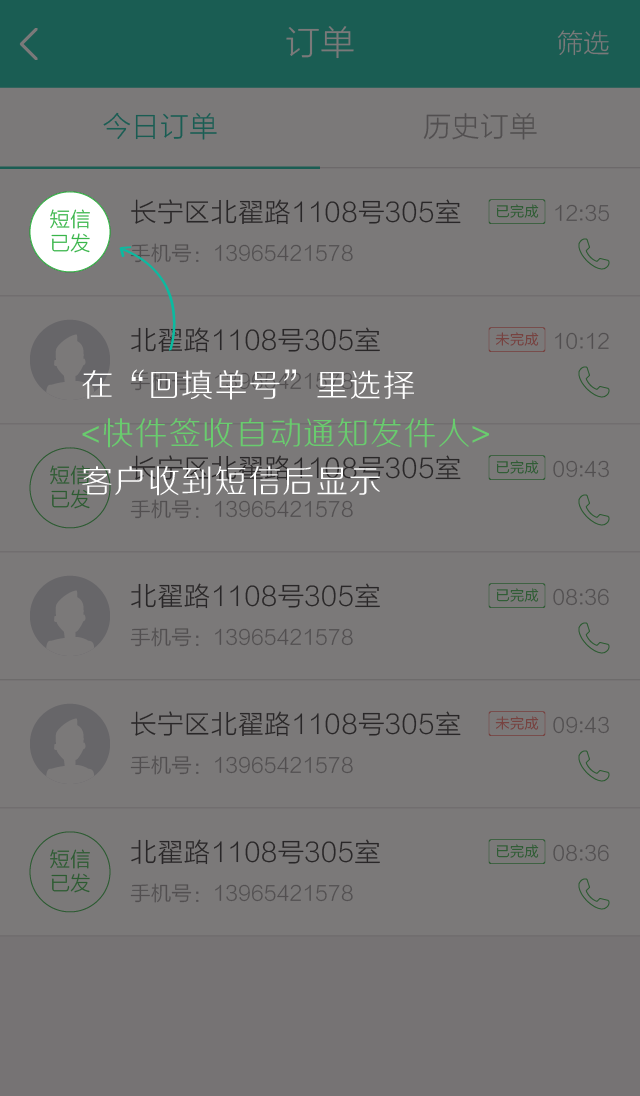 订单
筛选
今日订单
历史订单
短信
已发
长宁区北翟路1108号305室
已完成
12:35
手机号：13965421578
北翟路1108号305室
未完成
10:12
在“回填单号”里选择
<快件签收自动通知发件人>
客户收到短信后显示
短信
已发
长宁区北翟路1108号305室
已完成
09:43
手机号：13965421578
北翟路1108号305室
已完成
08:36
手机号：13965421578
长宁区北翟路1108号305室
未完成
09:43
手机号：13965421578
短信
已发
北翟路1108号305室
已完成
08:36
手机号：13965421578